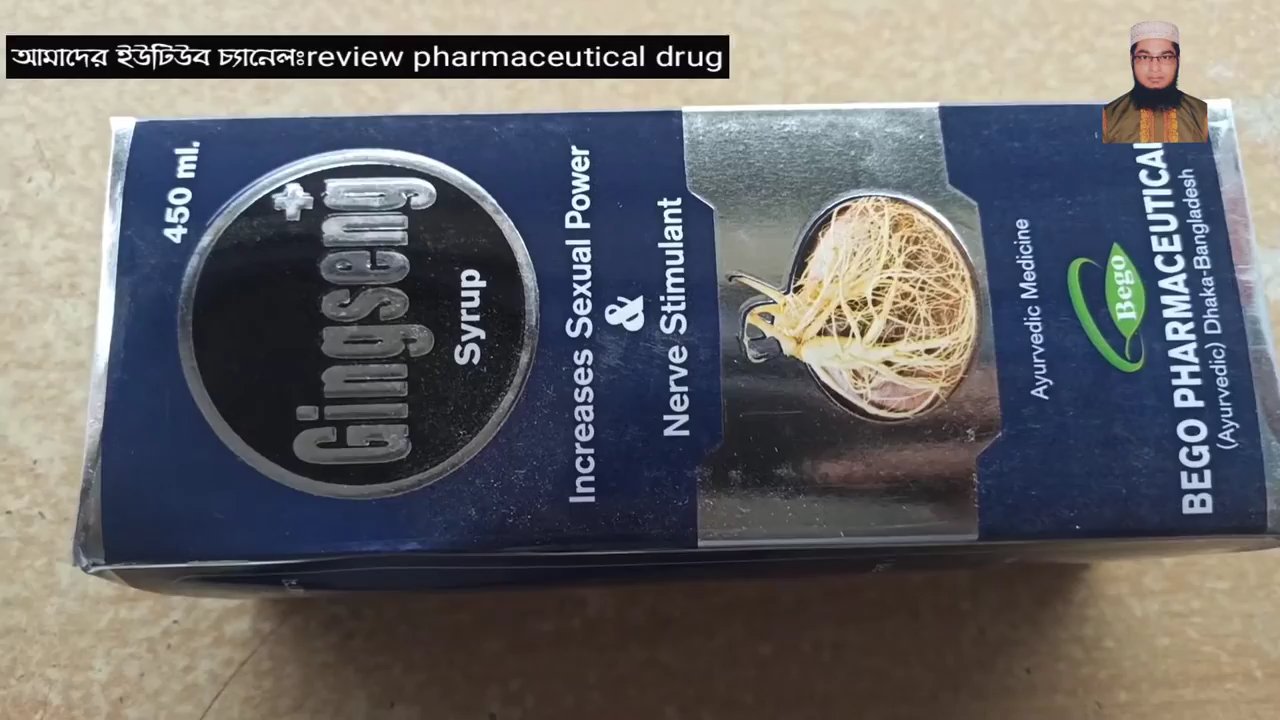 আমাদের ইউটিউব চ্যানেলঃreview pharmaceutical drug
450 ml.
Gingseng+
Syrup
Increases Sexual Power
&
Nerve Stimulant
Ayurvedic Medicine
Bego
BEGO PHARMACEUTICAL
(Ayurvedic) Dhaka-Bangladesh